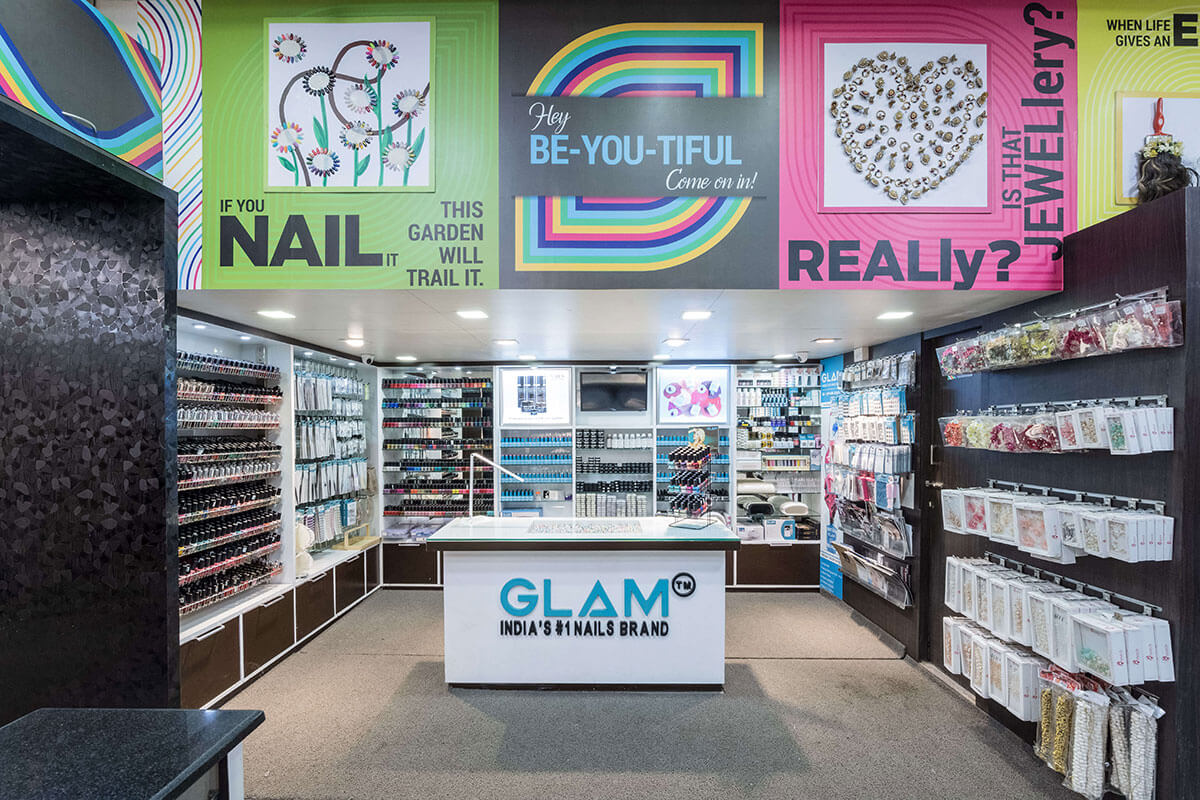 IF YOU
NAIL IT
THIS
GARDEN
WILL
TRAIL IT.
Hey
BE-YOU-TIFUL
Come on in!
REALly?
IS THAT
JEWELlery?
WHEN LIFE
GIVES AN E
GLAM
GLAM TM
INDIA'S #1 NAILS BRAND